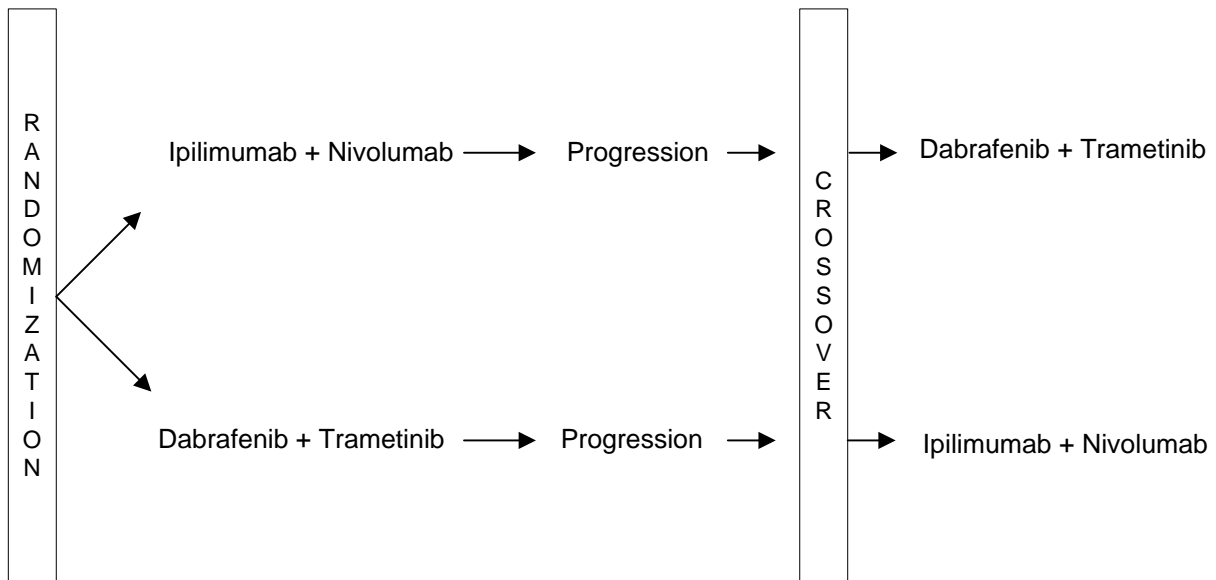 RANDOMIZATION
Ipilimumab + Nivolumab
Progression
CROSSOVER
Dabrafenib + Trametinib
Dabrafenib + Trametinib
Progression
Ipilimumab + Nivolumab